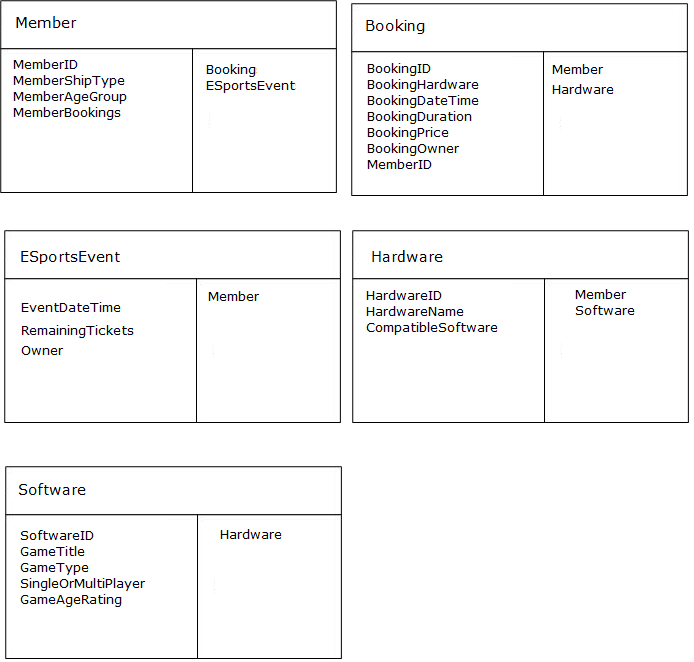 Member
MemberID
MemberShipType
MemberAgeGroup
MemberBookings
Booking
ESportsEvent
Booking
BookingID
BookingHardware
BookingDateTime
BookingDuration
BookingPrice
BookingOwner
MemberID
Member
Hardware
ESportsEvent
EventDateTime
RemainingTickets
Owner
Member
Hardware
HardwareID
HardwareName
CompatibleSoftware
Member
Software
Software
SoftwareID
GameTitle
GameType
SingleOrMultiPlayer
GameAgeRating
Hardware